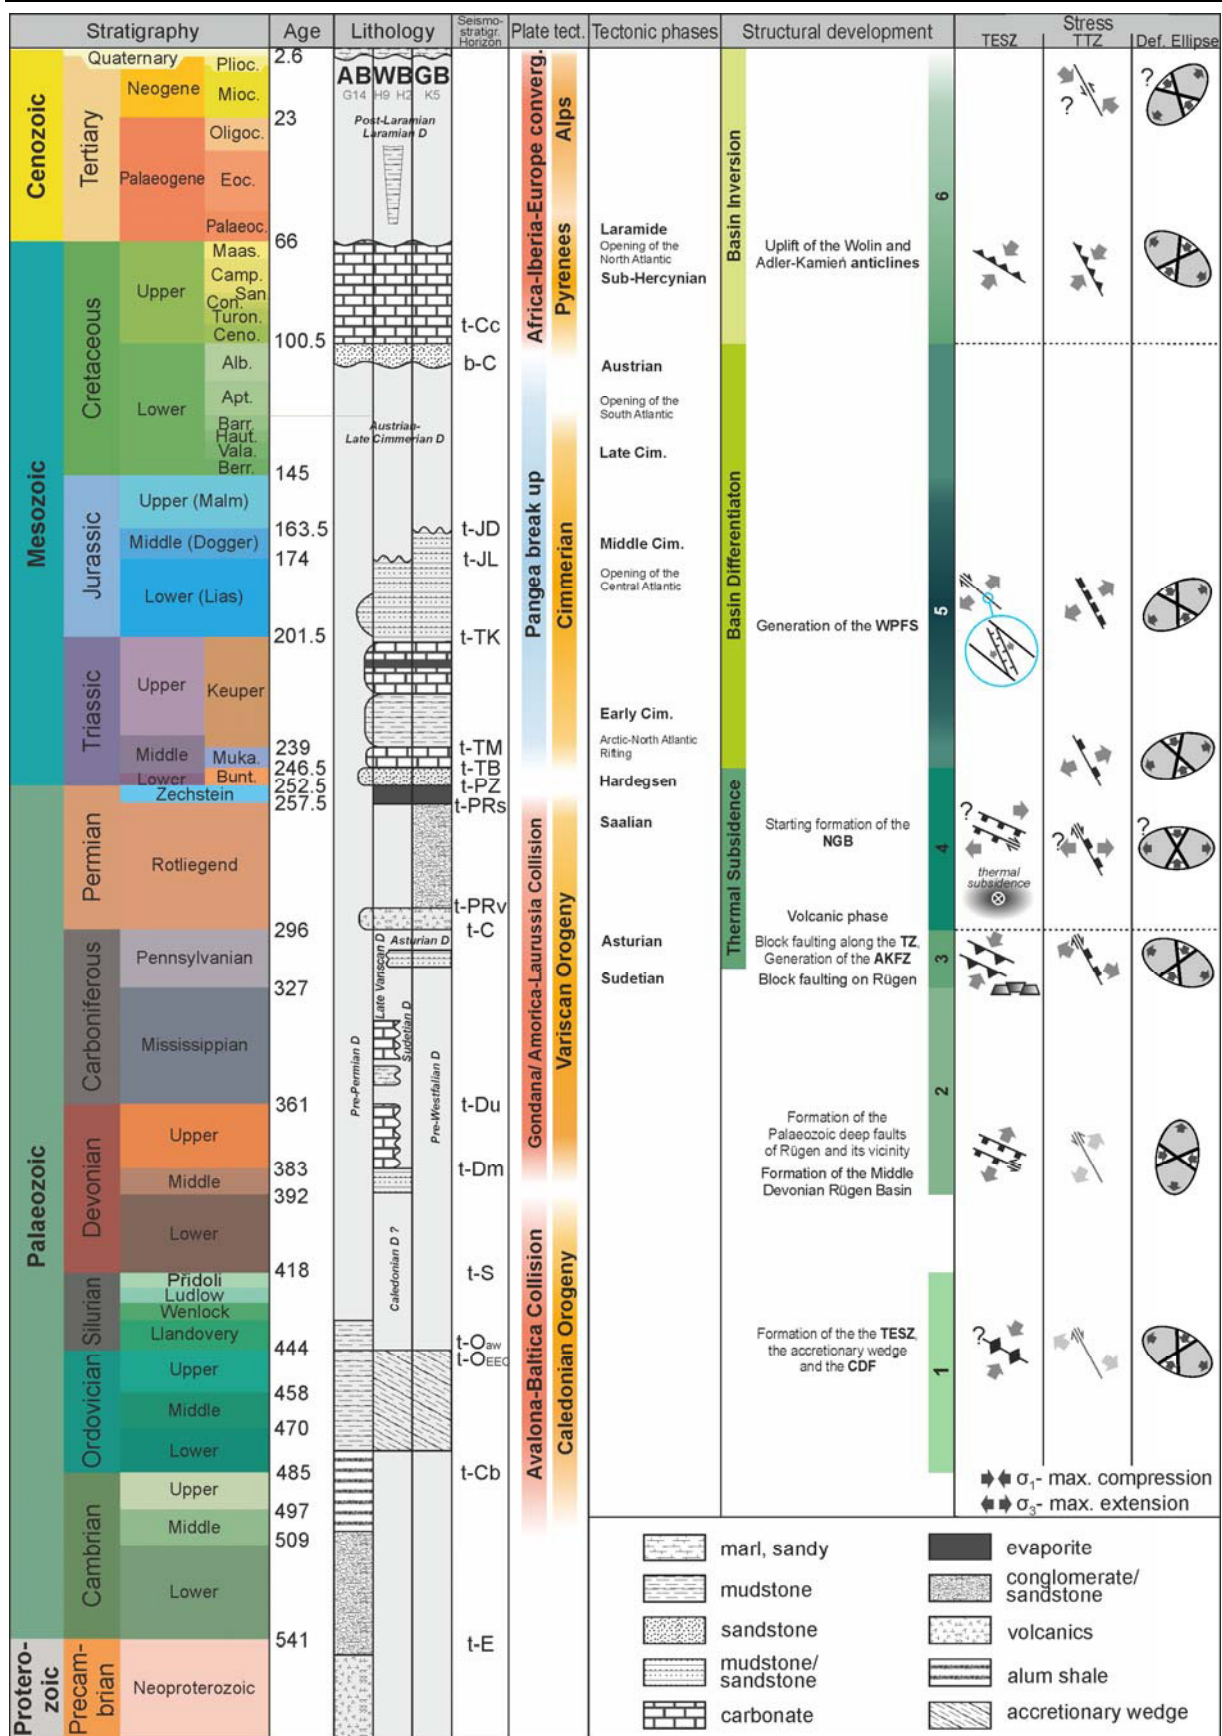 Stratigraphy
Age
Lithology
Seismo-
stratigr.
Horizon
Plate tect.
Tectonic phases
Structural development
Stress
TESZ
TTZ
Def. Ellipse
Cenozoic
Mesozoic
Palaeozoic
Protero-
zoic
Tertiary
Cretaceous
Jurassic
Triassic
Permian
Carboniferous
Devonian
Silurian
Ordovician
Cambrian
Precam-
brian
Quaternary
Neogene
Palaeogene
Plioc.
Mioc.
Oligoc.
Eoc.
Palaeoc.
Upper
Maas.
Camp.
San.
Con.
Turon.
Ceno.
Lower
Alb.
Apt.
Barr.
Haut.
Vala.
Berr.
Upper (Malm)
Middle (Dogger)
Lower (Lias)
Upper
Keuper
Middle
Muka.
Lower
Bunt.
Zechstein
Rotliegend
Pennsylvanian
Mississippian
Upper
Middle
Lower
Přidoli
Ludlow
Wenlock
Llandovery
Upper
Middle
Lower
Upper
Middle
Lower
Neoproterozoic
2.6
23
66
100.5
145
163.5
174
201.5
239
246.5
252.5
257.5
296
327
361
383
392
418
444
458
470
485
497
509
541
AB WB GB
G14 H9 H2 K5
Post-Laramian
Laramian D
Austrian-
Late Cimmerian D
Late Variscan D
Asturian D
Sudetian D
Pre-Permian D
Pre-Westfalian D
Caledonian D ?
t-Cc
b-C
t-JD
t-JL
t-TK
t-TM
t-TB
t-PZ
t-PRs
t-PRv
t-C
t-Du
t-Dm
t-S
t-Oaw
t-OEEC
t-Cb
t-E
Africa-Iberia-Europe converg.
Alps
Pyrenees
Pangea break up
Cimmerian
Gondana/ Amorica-Laurussia Collision
Variscan Orogeny
Avalona-Baltica Collision
Caledonian Orogeny
Laramide
Opening of the
North Atlantic
Sub-Hercynian
Austrian
Opening of the
South Atlantic
Late Cim.
Middle Cim.
Opening of the
Central Atlantic
Early Cim.
Arctic-North Atlantic
Rifting
Hardegsen
Saalian
Asturian
Sudetian
Basin Inversion
Basin Differentiaton
Thermal Subsidence
Uplift of the Wolin and
Adler-Kamień anticlines
Generation of the WPFS
Starting formation of the
NGB
Volcanic phase
Block faulting along the TZ,
Generation of the AKFZ
Block faulting on Rügen
Formation of the
Palaeozoic deep faults
of Rügen and its vicinity
Formation of the Middle
Devonian Rügen Basin
Formation of the the TESZ,
the accretionary wedge
and the CDF
6
5
4
3
2
1
?
?
?
?
?
thermal
subsidence
?
σ1- max. compression
σ3- max. extension
marl, sandy
mudstone
sandstone
mudstone/
sandstone
carbonate
evaporite
conglomerate/
sandstone
volcanics
alum shale
accretionary wedge